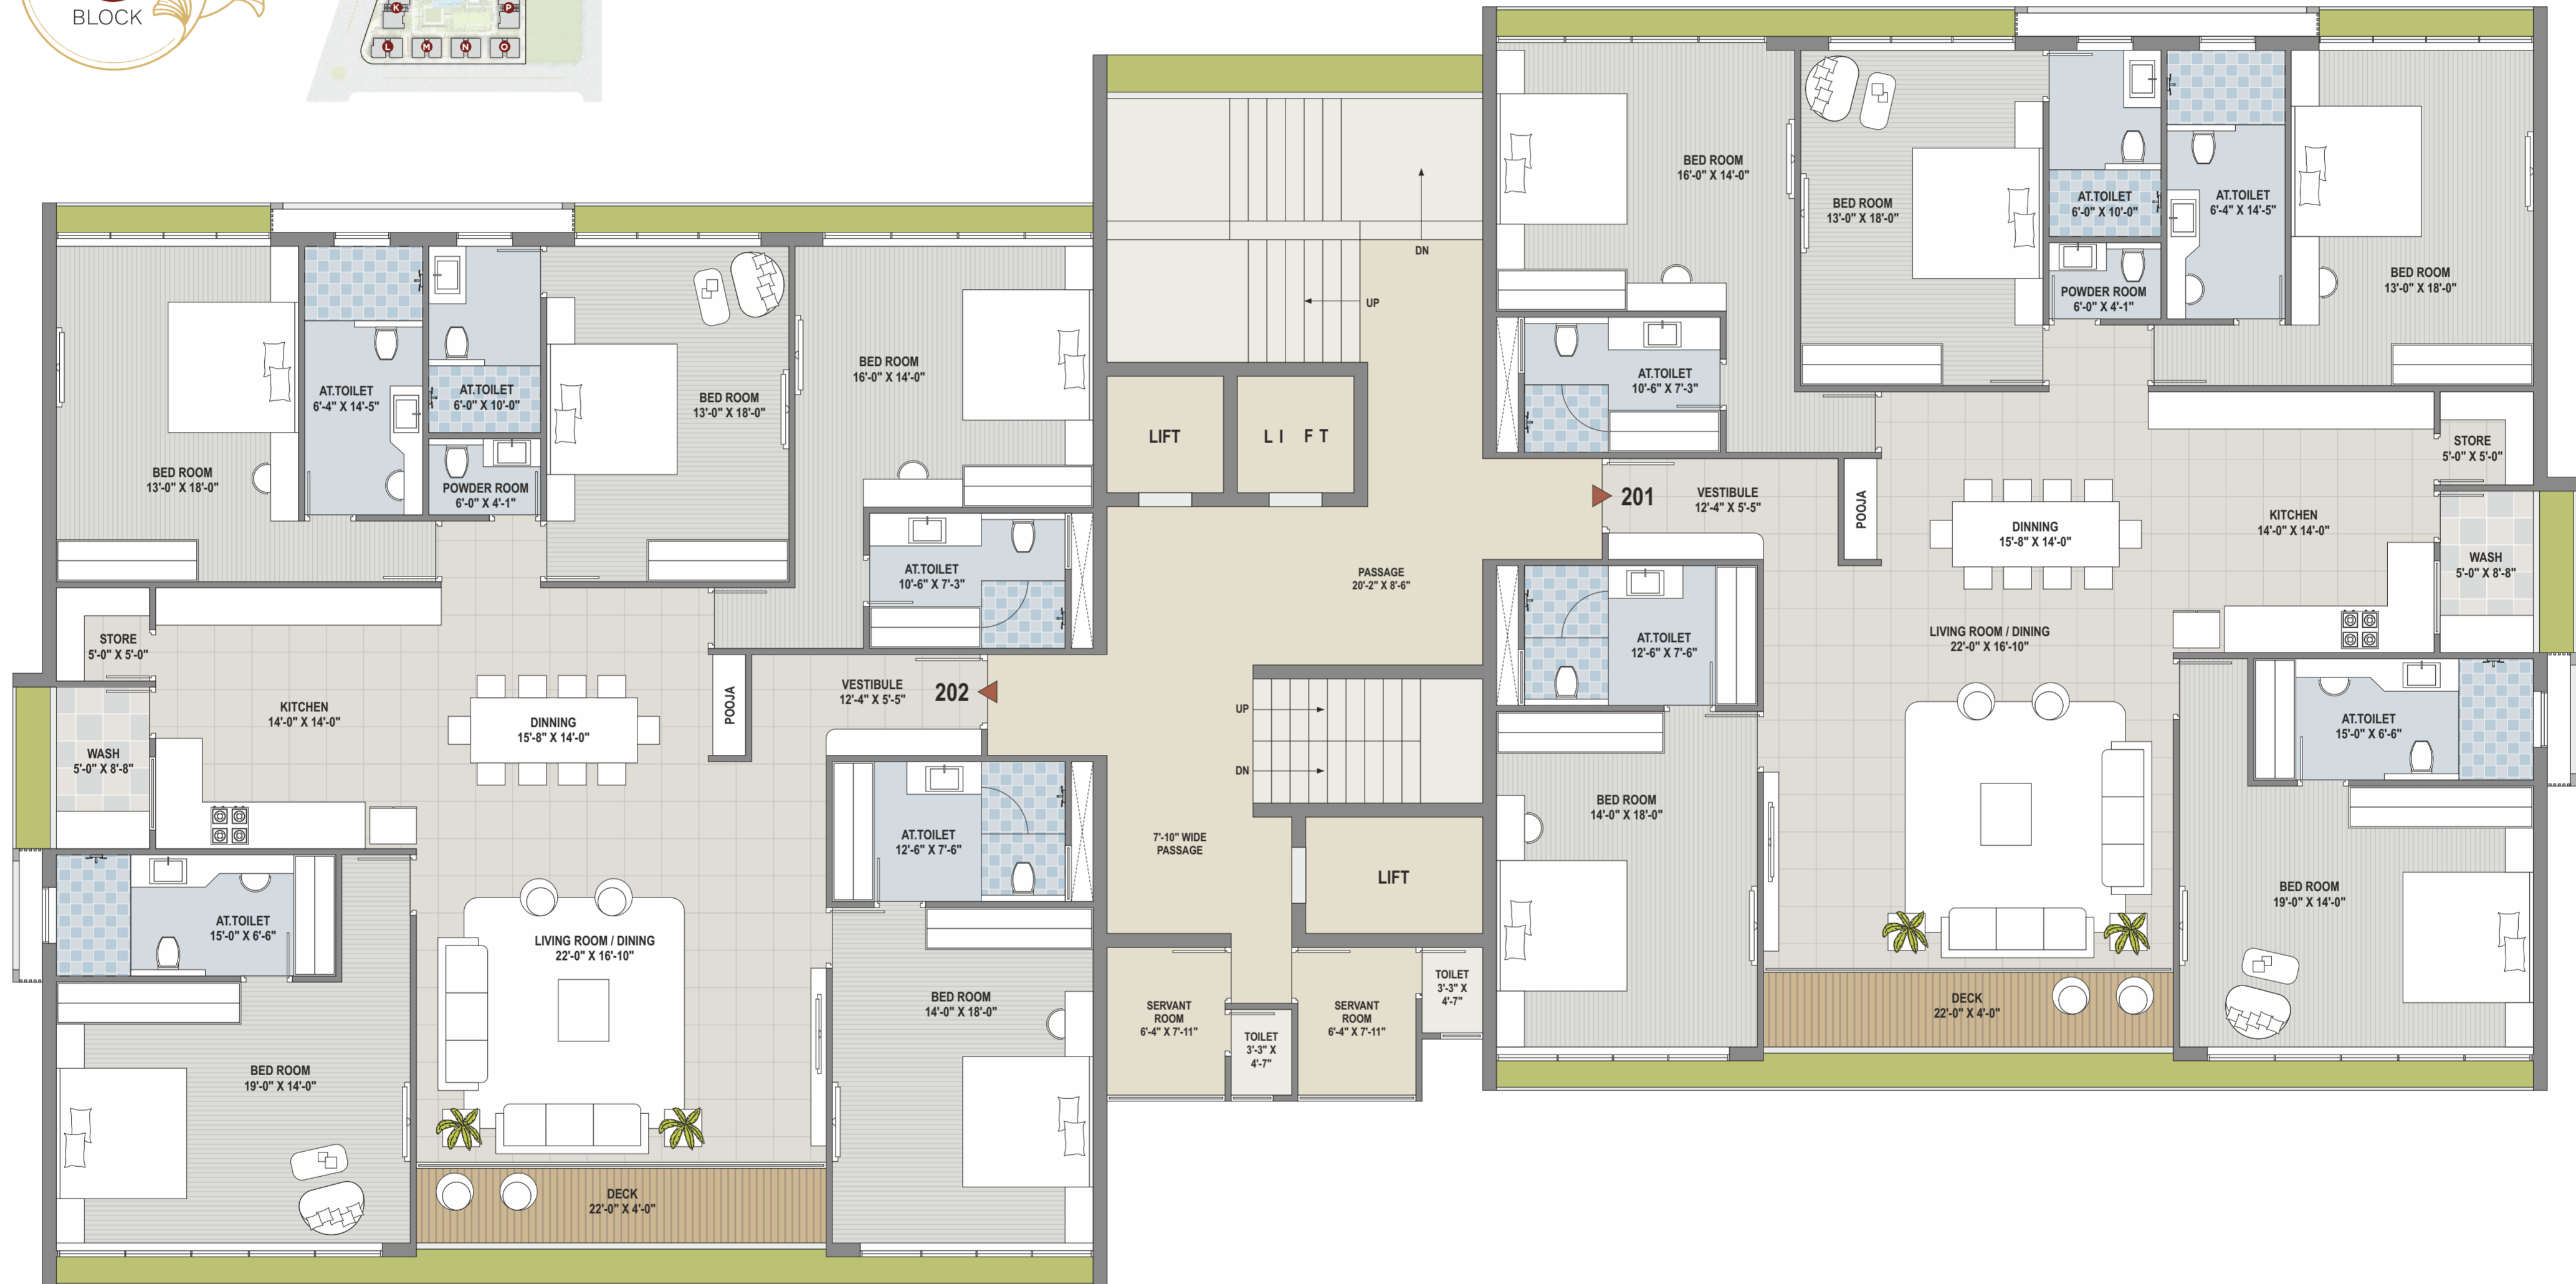 BLOCK
K
P
L
M
N
O
BED ROOM
13'-0" X 18'-0"
AT.TOILET
6'-4" X 14'-5"
AT.TOILET
6'-0" X 10'-0"
POWDER ROOM
6'-0" X 4'-1"
BED ROOM
13'-0" X 18'-0"
BED ROOM
16'-0" X 14'-0"
AT.TOILET
10'-6" X 7'-3"
STORE
5'-0" X 5'-0"
WASH
5'-0" X 8'-8"
KITCHEN
14'-0" X 14'-0"
DINNING
15'-8" X 14'-0"
POOJA
VESTIBULE
12'-4" X 5'-5"
202
AT.TOILET
12'-6" X 7'-6"
AT.TOILET
15'-0" X 6'-6"
LIVING ROOM / DINING
22'-0" X 16'-10"
BED ROOM
14'-0" X 18'-0"
BED ROOM
19'-0" X 14'-0"
DECK
22'-0" X 4'-0"
DN
UP
LIFT
LI FT
PASSAGE
20'-2" X 8'-6"
UP
DN
7'-10" WIDE
PASSAGE
LIFT
SERVANT
ROOM
6'-4" X 7'-11"
TOILET
3'-3" X
4'-7"
SERVANT
ROOM
6'-4" X 7'-11"
TOILET
3'-3" X
4'-7"
BED ROOM
16'-0" X 14'-0"
BED ROOM
13'-0" X 18'-0"
AT.TOILET
6'-0" X 10'-0"
AT.TOILET
6'-4" X 14'-5"
POWDER ROOM
6'-0" X 4'-1"
BED ROOM
13'-0" X 18'-0"
AT.TOILET
10'-6" X 7'-3"
201
VESTIBULE
12'-4" X 5'-5"
POOJA
DINNING
15'-8" X 14'-0"
KITCHEN
14'-0" X 14'-0"
STORE
5'-0" X 5'-0"
WASH
5'-0" X 8'-8"
AT.TOILET
12'-6" X 7'-6"
LIVING ROOM / DINING
22'-0" X 16'-10"
AT.TOILET
15'-0" X 6'-6"
BED ROOM
14'-0" X 18'-0"
BED ROOM
19'-0" X 14'-0"
DECK
22'-0" X 4'-0"